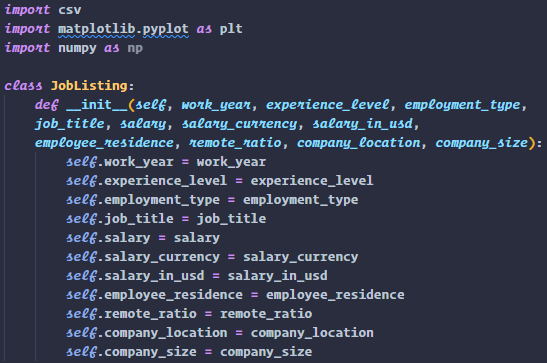 import csv
import matplotlib.pyplot as plt
import numpy as np
class JobListing:
def __init__(self, work_year, experience_level, employment_type,
job_title, salary, salary_currency, salary_in_usd,
employee_residence, remote_ratio, company_location, company_size):
self.work_year = work_year
self.experience_level = experience_level
self.employment_type = employment_type
self.job_title = job_title
self.salary = salary
self.salary_currency = salary_currency
self.salary_in_usd = salary_in_usd
self.employee_residence = employee_residence
self.remote_ratio = remote_ratio
self.company_location = company_location
self.company_size = company_size